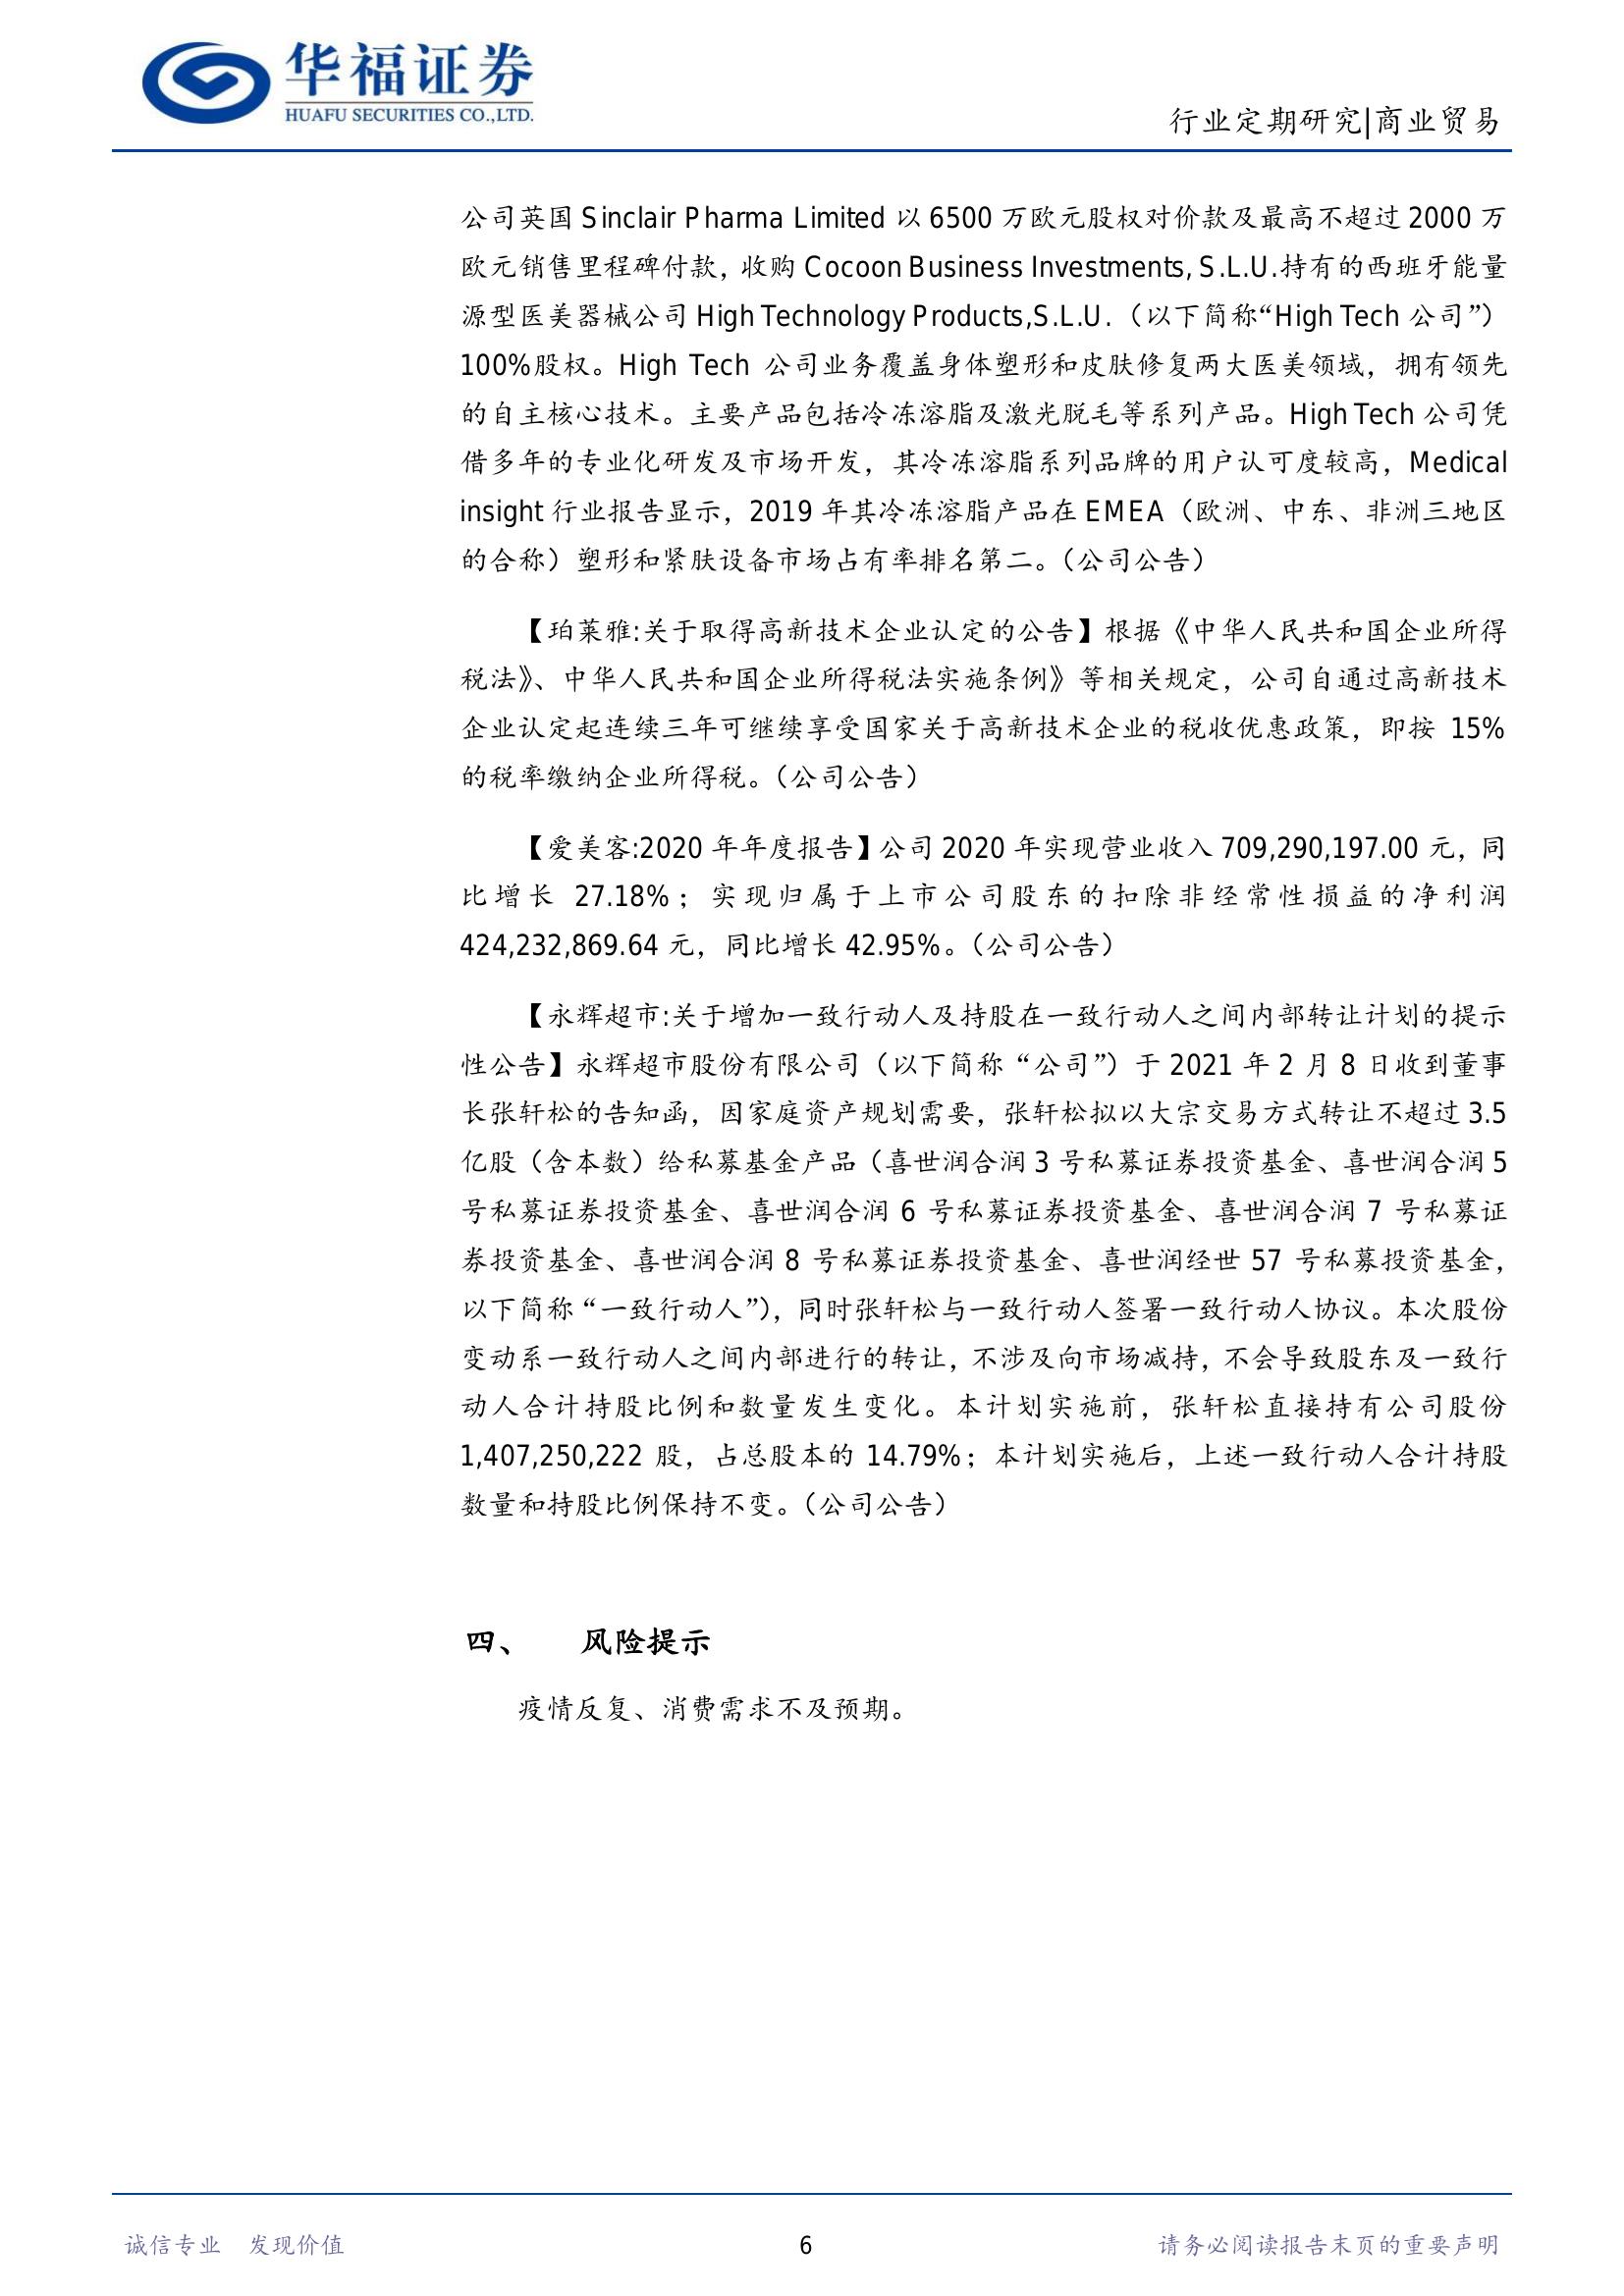 华福证券
HUAFU SECURITIES CO.,LTD.
行业定期研究|商业贸易
公司英国 Sinclair Pharma Limited 以 6500 万欧元股权对价款及最高不超过 2000 万
欧元销售里程碑付款，收购 Cocoon Business Investments, S.L.U.持有的西班牙能量
源型医美器械公司 High Technology Products,S.L.U.（以下简称“High Tech 公司”）
100%股权。High Tech 公司业务覆盖身体塑形和皮肤修复两大医美领域，拥有领先
的自主核心技术。主要产品包括冷冻溶脂及激光脱毛等系列产品。High Tech 公司凭
借多年的专业化研发及市场开发，其冷冻溶脂系列品牌的用户认可度较高，Medical
insight 行业报告显示，2019 年其冷冻溶脂产品在 EMEA（欧洲、中东、非洲三地区
的合称）塑形和紧肤设备市场占有率排名第二。（公司公告）
【珀莱雅:关于取得高新技术企业认定的公告】根据《中华人民共和国企业所得
税法》、中华人民共和国企业所得税法实施条例》等相关规定，公司自通过高新技术
企业认定起连续三年可继续享受国家关于高新技术企业的税收优惠政策，即按 15%
的税率缴纳企业所得税。（公司公告）
【爱美客:2020 年年度报告】公司 2020 年实现营业收入 709,290,197.00 元，同
比增长 27.18%；实现归属于上市公司股东的扣除非经常性损益的净利润
424,232,869.64 元，同比增长 42.95%。（公司公告）
【永辉超市:关于增加一致行动人及持股在一致行动人之间内部转让计划的提示
性公告】永辉超市股份有限公司（以下简称“公司”）于 2021 年 2 月 8 日收到董事
长张轩松的告知函，因家庭资产规划需要，张轩松拟以大宗交易方式转让不超过 3.5
亿股（含本数）给私募基金产品（喜世润合润 3 号私募证券投资基金、喜世润合润 5
号私募证券投资基金、喜世润合润 6 号私募证券投资基金、喜世润合润 7 号私募证
券投资基金、喜世润合润 8 号私募证券投资基金、喜世润经世 57 号私募投资基金，
以下简称“一致行动人”），同时张轩松与一致行动人签署一致行动人协议。本次股份
变动系一致行动人之间内部进行的转让，不涉及向市场减持，不会导致股东及一致行
动人合计持股比例和数量发生变化。本计划实施前，张轩松直接持有公司股份
1,407,250,222 股，占总股本的 14.79%；本计划实施后，上述一致行动人合计持股
数量和持股比例保持不变。（公司公告）
四、 风险提示
疫情反复、消费需求不及预期。
诚信专业 发现价值
6
请务必阅读报告末页的重要声明